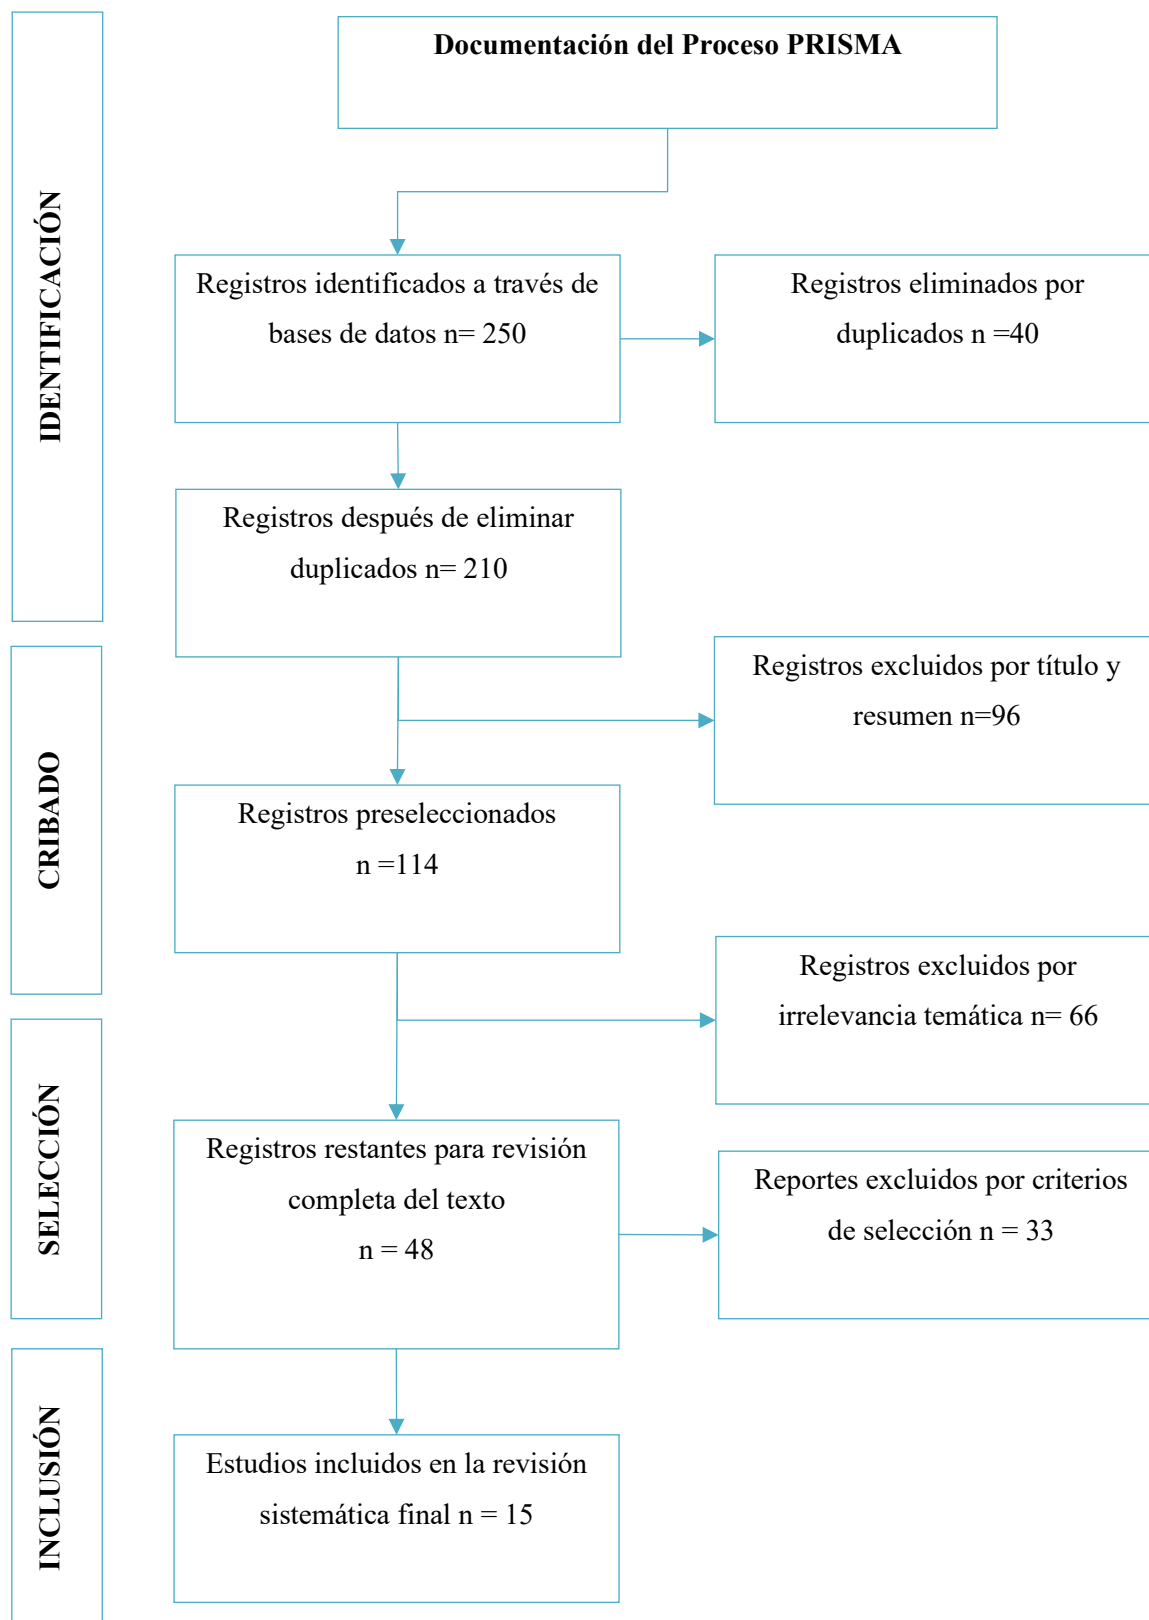 Documentación del Proceso PRISMA
IDENTIFICACIÓN
Registros identificados a través de
bases de datos n= 250
Registros eliminados por
duplicados n =40
Registros después de eliminar
duplicados n= 210
CRIBADO
Registros excluidos por título y
resumen n=96
Registros preseleccionados
n =114
Registros excluidos por
irrelevancia temática n= 66
SELECCIÓN
Registros restantes para revisión
completa del texto
n = 48
Reportes excluidos por criterios
de selección n = 33
INCLUSIÓN
Estudios incluidos en la revisión
sistemática final n = 15